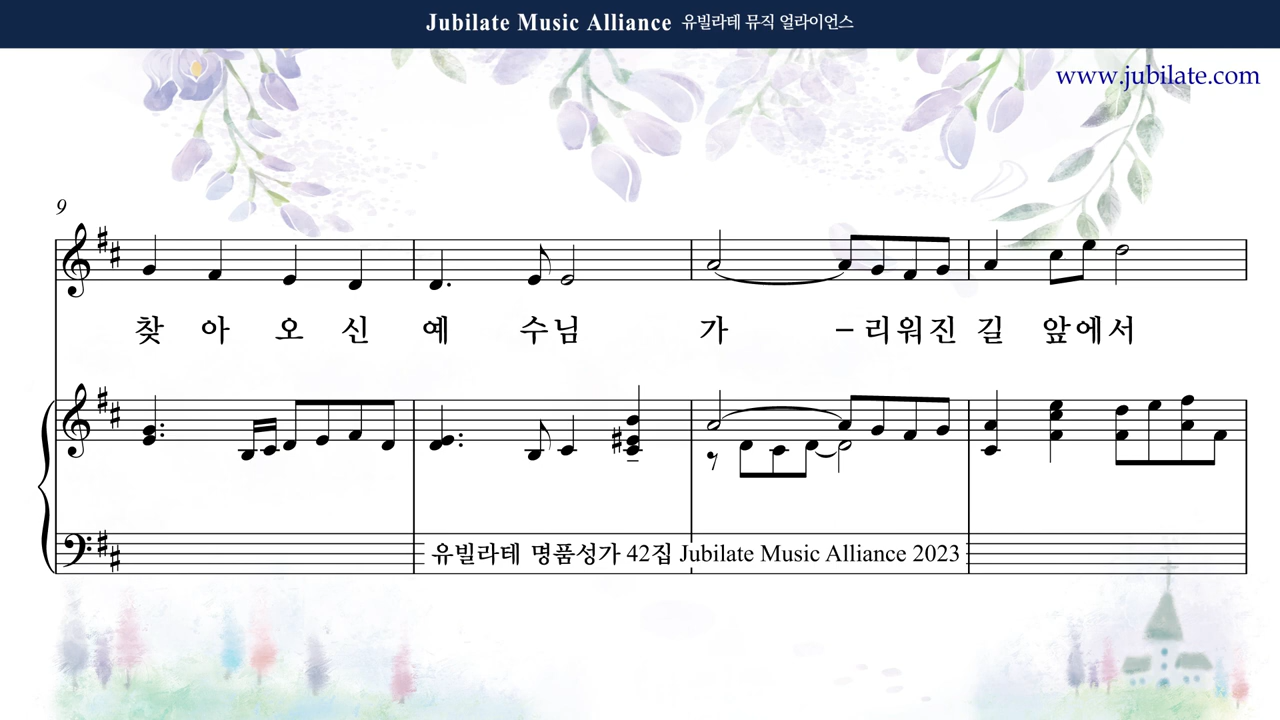 Jubilate Music Alliance 유빌라테 뮤직 얼라이언스
www.jubilate.com
9
찾 아 오 신 예 수님 가 – 리워진 길 앞에서
유빌라테 명품성가 42집 Jubilate Music Alliance 2023